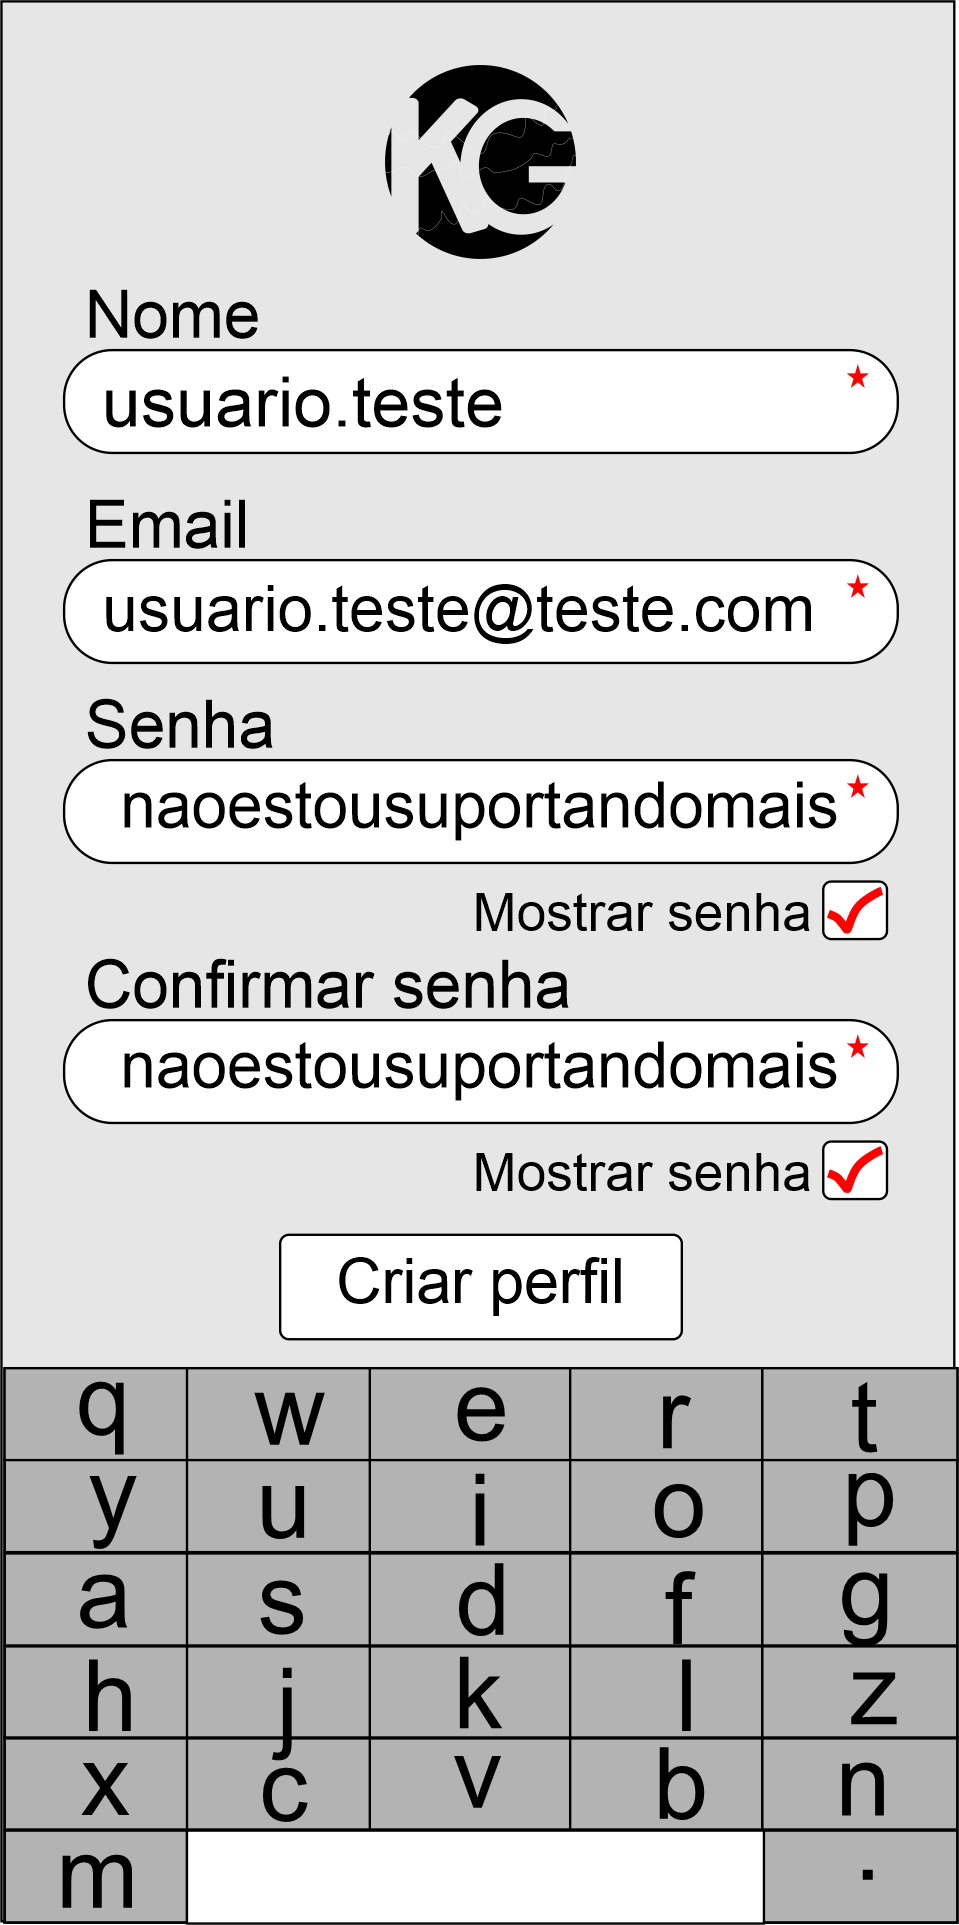 KG
Nome
usuario.teste
Email
usuario.teste@teste.com
Senha
naoestousuportandomais
Mostrar senha
Confirmar senha
naoestousuportandomais
Mostrar senha
Criar perfil
q w e r t
y u i o p
a s d f g
h j k l z
x c v b n
m .